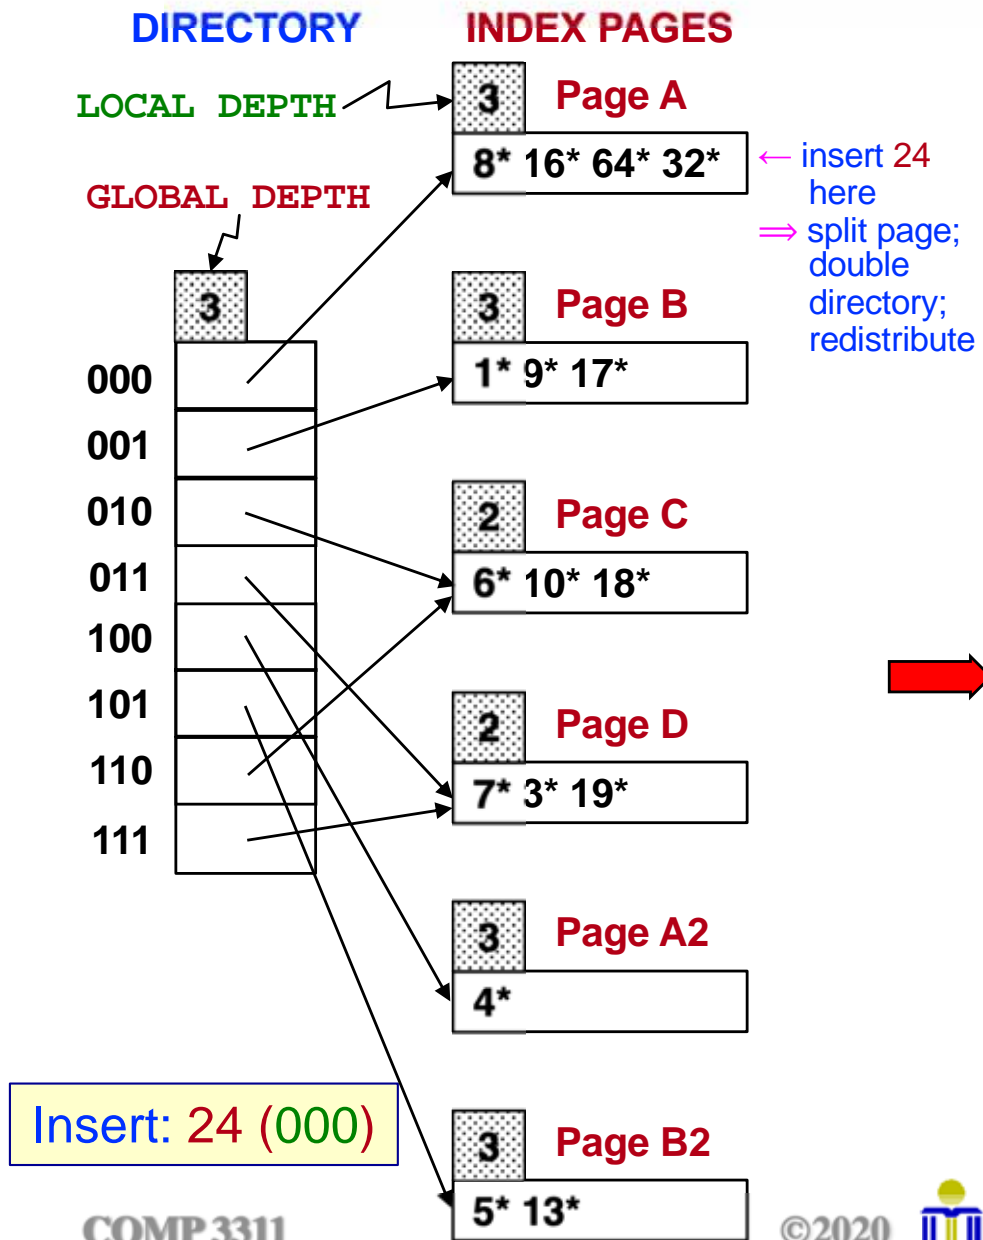 DIRECTORY
INDEX PAGES
LOCAL DEPTH
3
Page A
8* 16* 64* 32*
← insert 24
here
⇒ split page;
double
directory;
redistribute
GLOBAL DEPTH
3
000
001
010
011
100
101
110
111
3
Page B
1* 9* 17*
2
Page C
6* 10* 18*
2
Page D
7* 3* 19*
3
Page A2
4*
3
Page B2
5* 13*
Insert: 24 (000)
COMP 3311
©2020